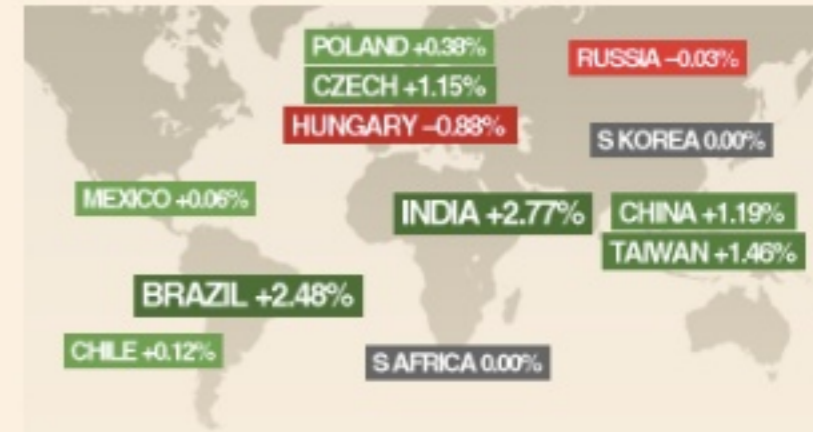 POLAND +0.38%
RUSSIA –0.03%
CZECH +1.15%
HUNGARY –0.88%
S KOREA 0.00%
MEXICO +0.06%
INDIA +2.77%
CHINA +1.19%
TAIWAN +1.46%
BRAZIL +2.48%
CHILE +0.12%
S AFRICA 0.00%